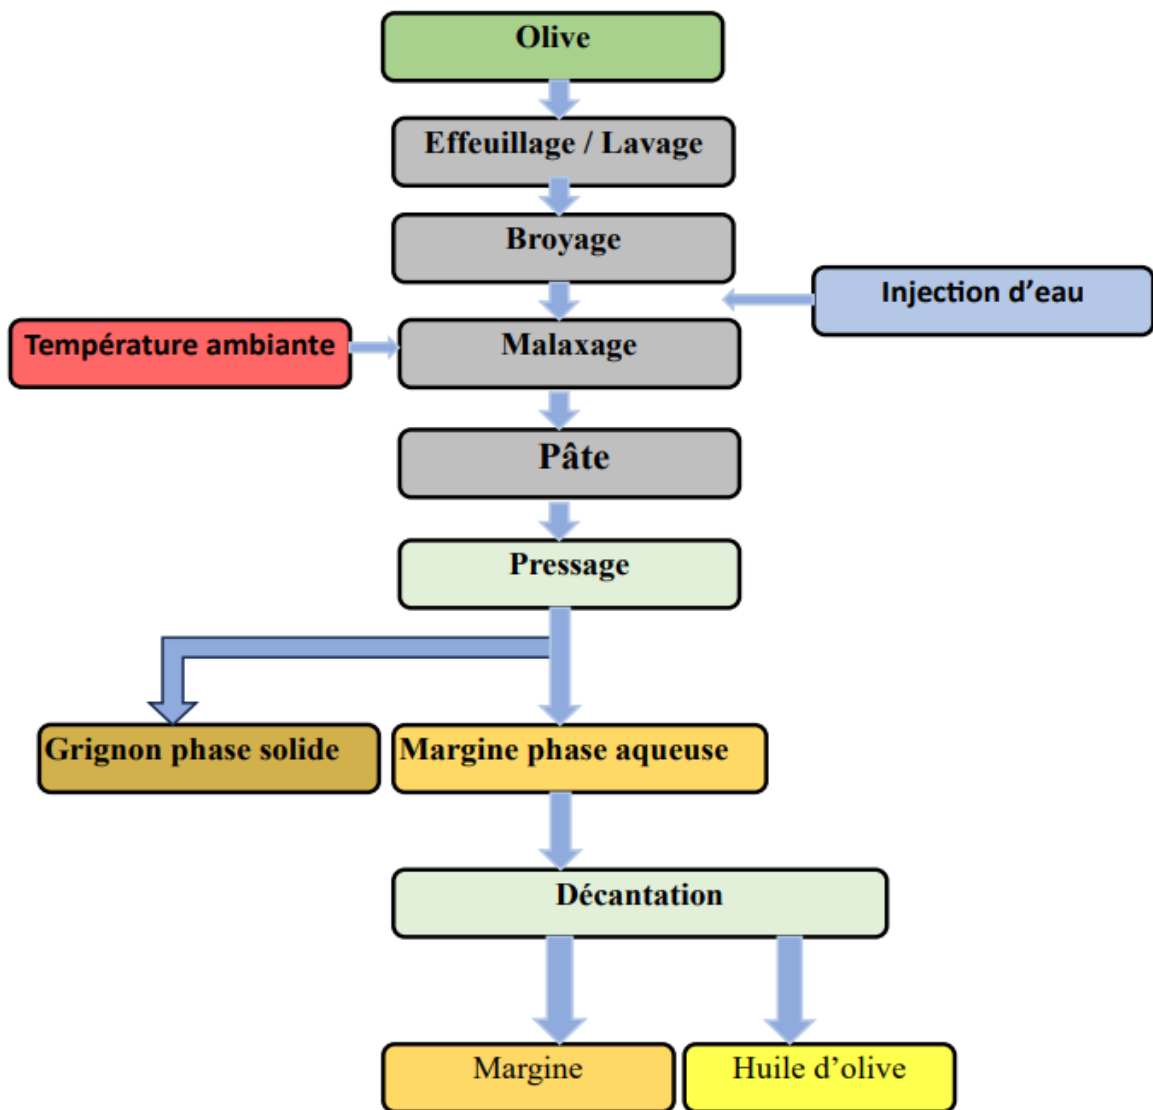 Olive
Effeuillage / Lavage
Broyage
Injection d’eau
Température ambiante
Malaxage
Pâte
Pressage
Grignon phase solide
Margine phase aqueuse
Décantation
Margine
Huile d’olive